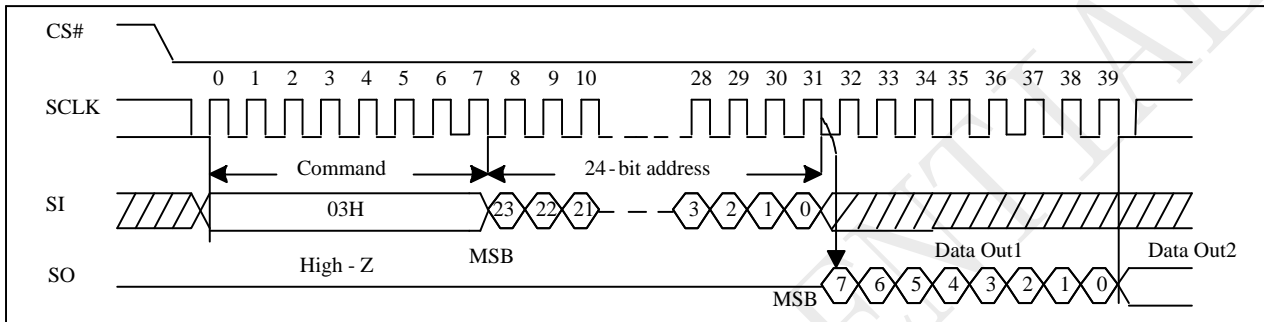 CS#
0 1 2 3 4 5 6 7 8 9 10 28 29 30 31 32 33 34 35 36 37 38 39
SCLK
Command 24-bit address
SI 03H 23 22 21 3 2 1 0
MSB Data Out1 Data Out2
High - Z
SO MSB 7 6 5 4 3 2 1 0